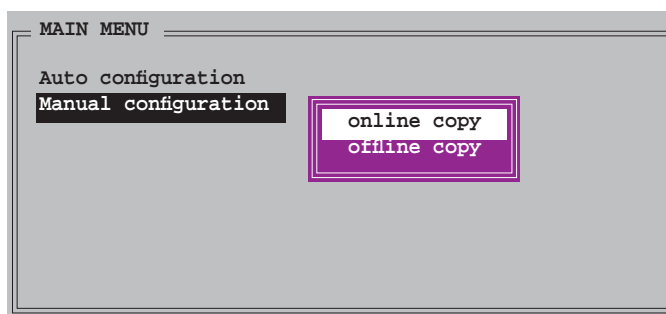 MAIN MENU
Auto configuration
Manual configuration
online copy
offline copy